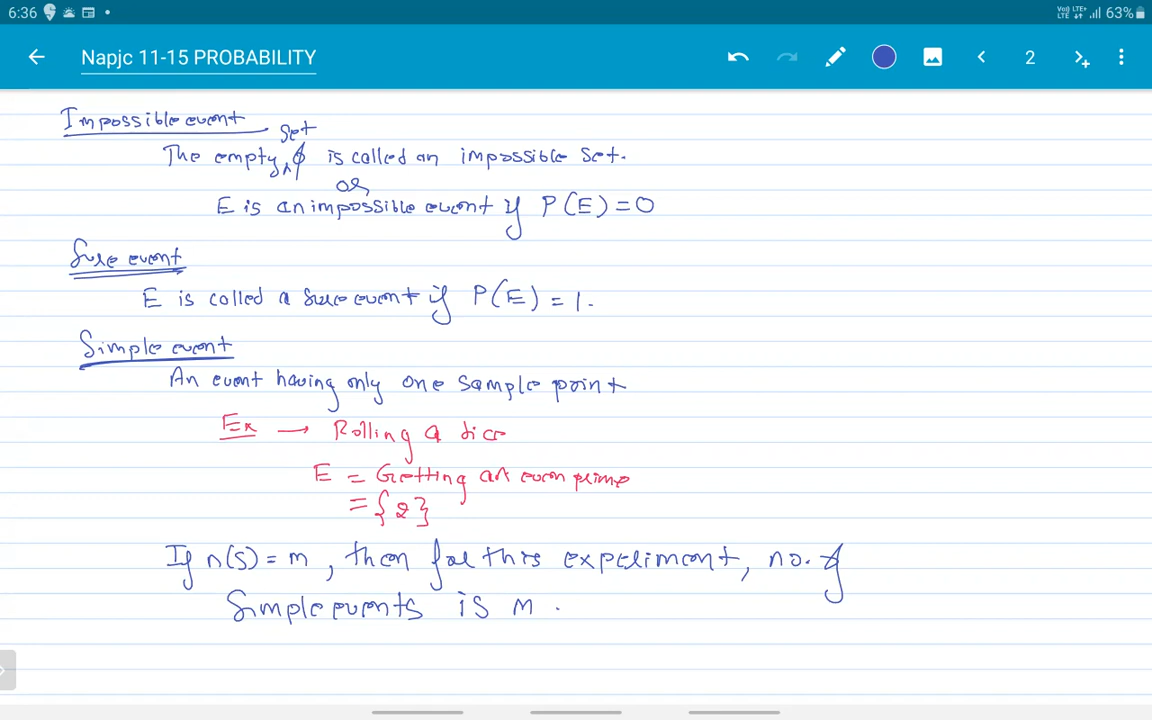 6:36
Vo) LTE+ LTE 63%
Napjc 11-15 PROBABILITY
2
Impossible event
The empty set ϕ is called an impossible set.
or
E is an impossible event if P(E) = 0
Sure event
E is called a sure event if P(E) = 1.
Simple event
An event having only one sample point
Ex → Rolling a dice
E = Getting an even prime
= {2}
If n(S) = m, then for this experiment, no. of
Simple events is m.